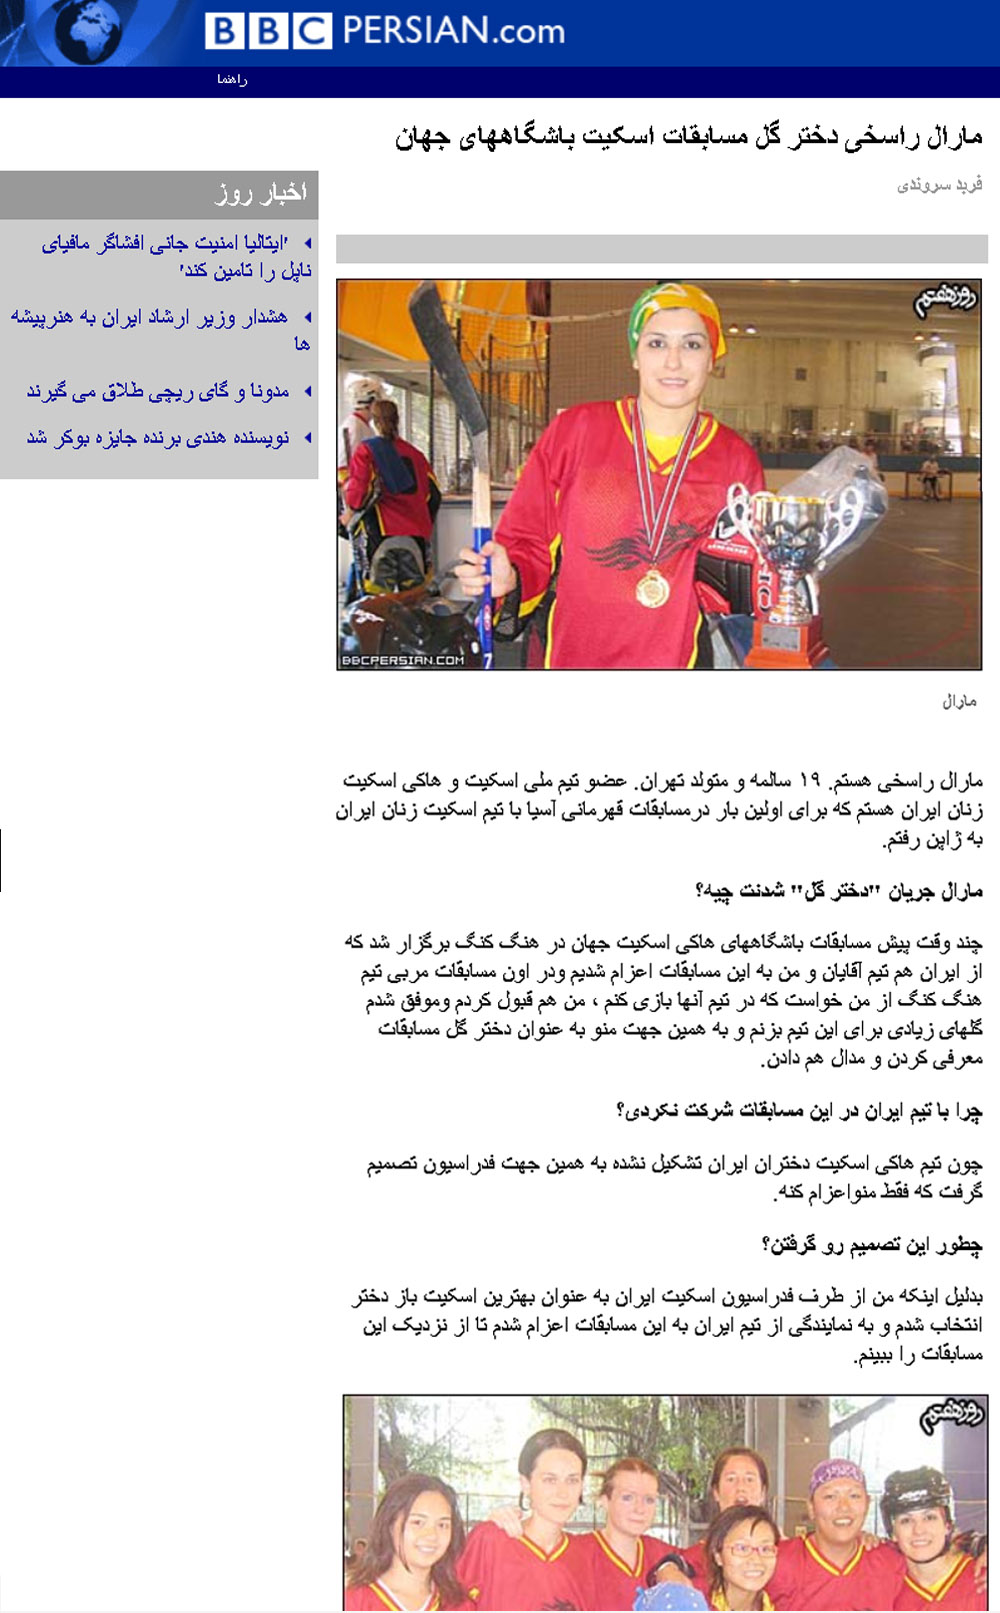 BBC PERSIAN.com
راهنما
مارال راسخی دختر گل مسابقات اسکیت باشگاههای جهان
فرید سروندی
اخبار روز
'ایتالیا امنیت جانی افشاگر مافیای
ناپل را تامین کند'
هشدار وزیر ارشاد ایران به هنرپیشه
ها
مدونا و گای ریچی طلاق می گیرند
نویسنده هندی برنده جایزه بوکر شد
روز هفتم
BBCPERSIAN.COM
7
مارال
مارال راسخی هستم. ۱۹ سالمه و متولد تهران. عضو تیم ملی اسکیت و هاکی اسکیت
زنان ایران هستم که برای اولین بار درمسابقات قهرمانی آسیا با تیم اسکیت زنان ایران
به ژاپن رفتم.
مارال جریان "دختر گل" شدنت چیه؟
چند وقت پیش مسابقات باشگاههای هاکی اسکیت جهان در هنگ کنگ برگزار شد که
از ایران هم تیم آقایان و من به این مسابقات اعزام شدیم ودر اون مسابقات مربی تیم
هنگ کنگ از من خواست که در تیم آنها بازی کنم ، من هم قبول کردم وموفق شدم
گلهای زیادی برای این تیم بزنم و به همین جهت منو به عنوان دختر گل مسابقات
معرفی کردن و مدال هم دادن.
چرا با تیم ایران در این مسابقات شرکت نکردی؟
چون تیم هاکی اسکیت دختران ایران تشکیل نشده به همین جهت فدراسیون تصمیم
گرفت که فقط منواعزام کنه.
چطور این تصمیم رو گرفتن؟
بدلیل اینکه من از طرف فدراسیون اسکیت ایران به عنوان بهترین اسکیت باز دختر
انتخاب شدم و به نمایندگی از تیم ایران به این مسابقات اعزام شدم تا از نزدیک این
مسابقات را ببینم.
روز هفتم